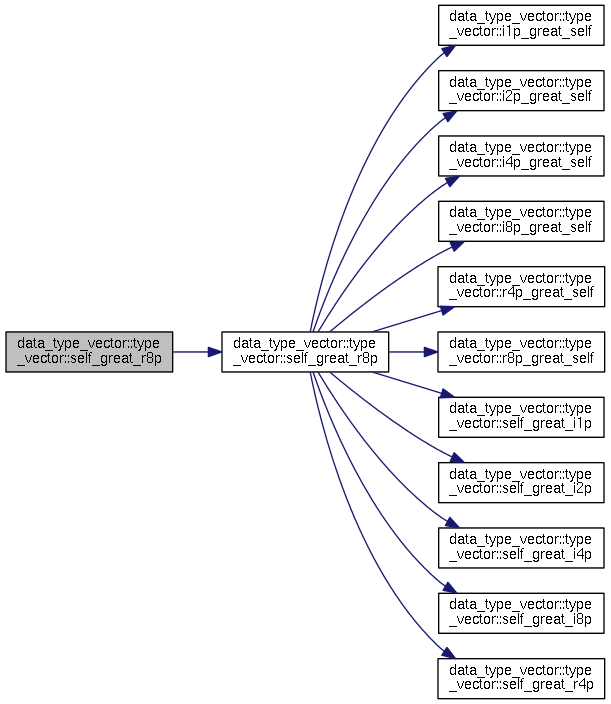 data_type_vector::type
_vector::i1p_great_self
data_type_vector::type
_vector::i2p_great_self
data_type_vector::type
_vector::i4p_great_self
data_type_vector::type
_vector::i8p_great_self
data_type_vector::type
_vector::r4p_great_self
data_type_vector::type
_vector::self_great_r8p
data_type_vector::type
_vector::self_great_r8p
data_type_vector::type
_vector::r8p_great_self
data_type_vector::type
_vector::self_great_i1p
data_type_vector::type
_vector::self_great_i2p
data_type_vector::type
_vector::self_great_i4p
data_type_vector::type
_vector::self_great_i8p
data_type_vector::type
_vector::self_great_r4p